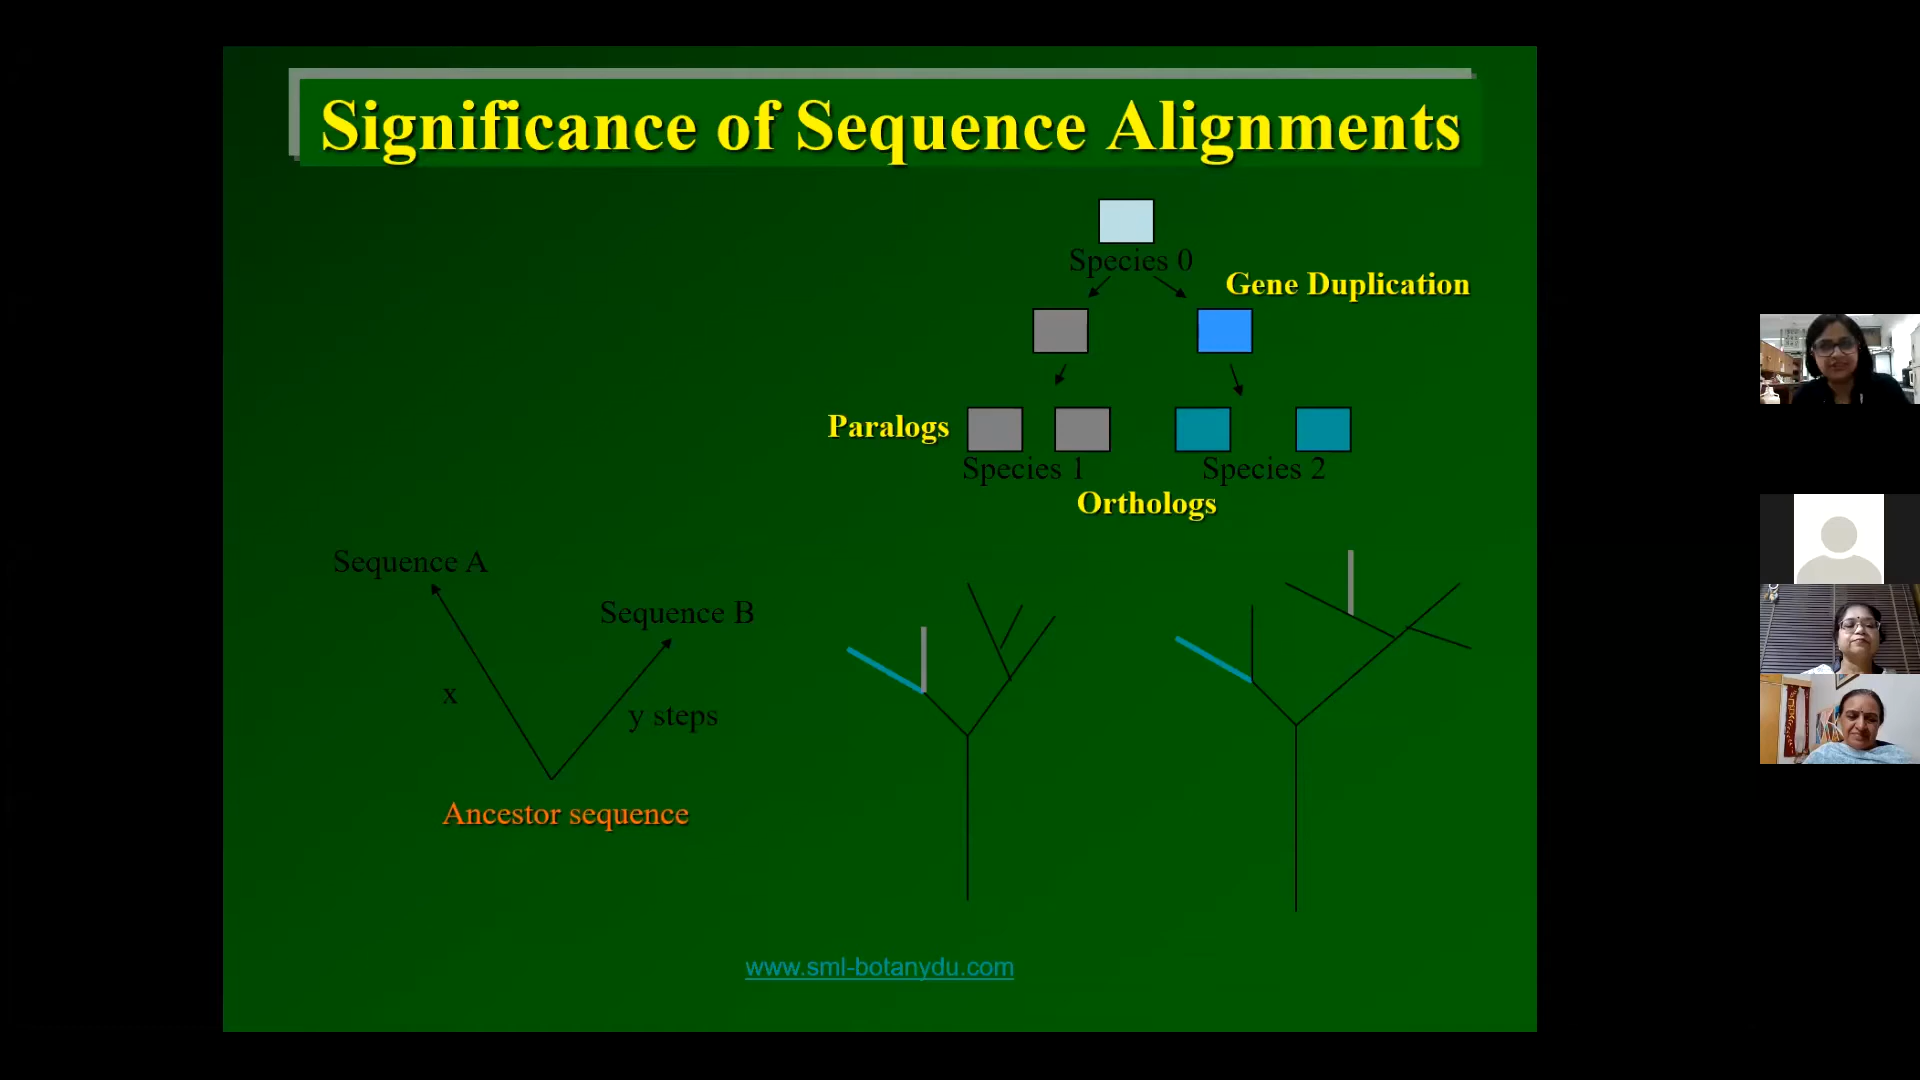 Significance of Sequence Alignments
Species 0
Gene Duplication
Paralogs
Species 1
Species 2
Orthologs
Sequence A
Sequence B
x
y steps
Ancestor sequence
www.sml-botanydu.com